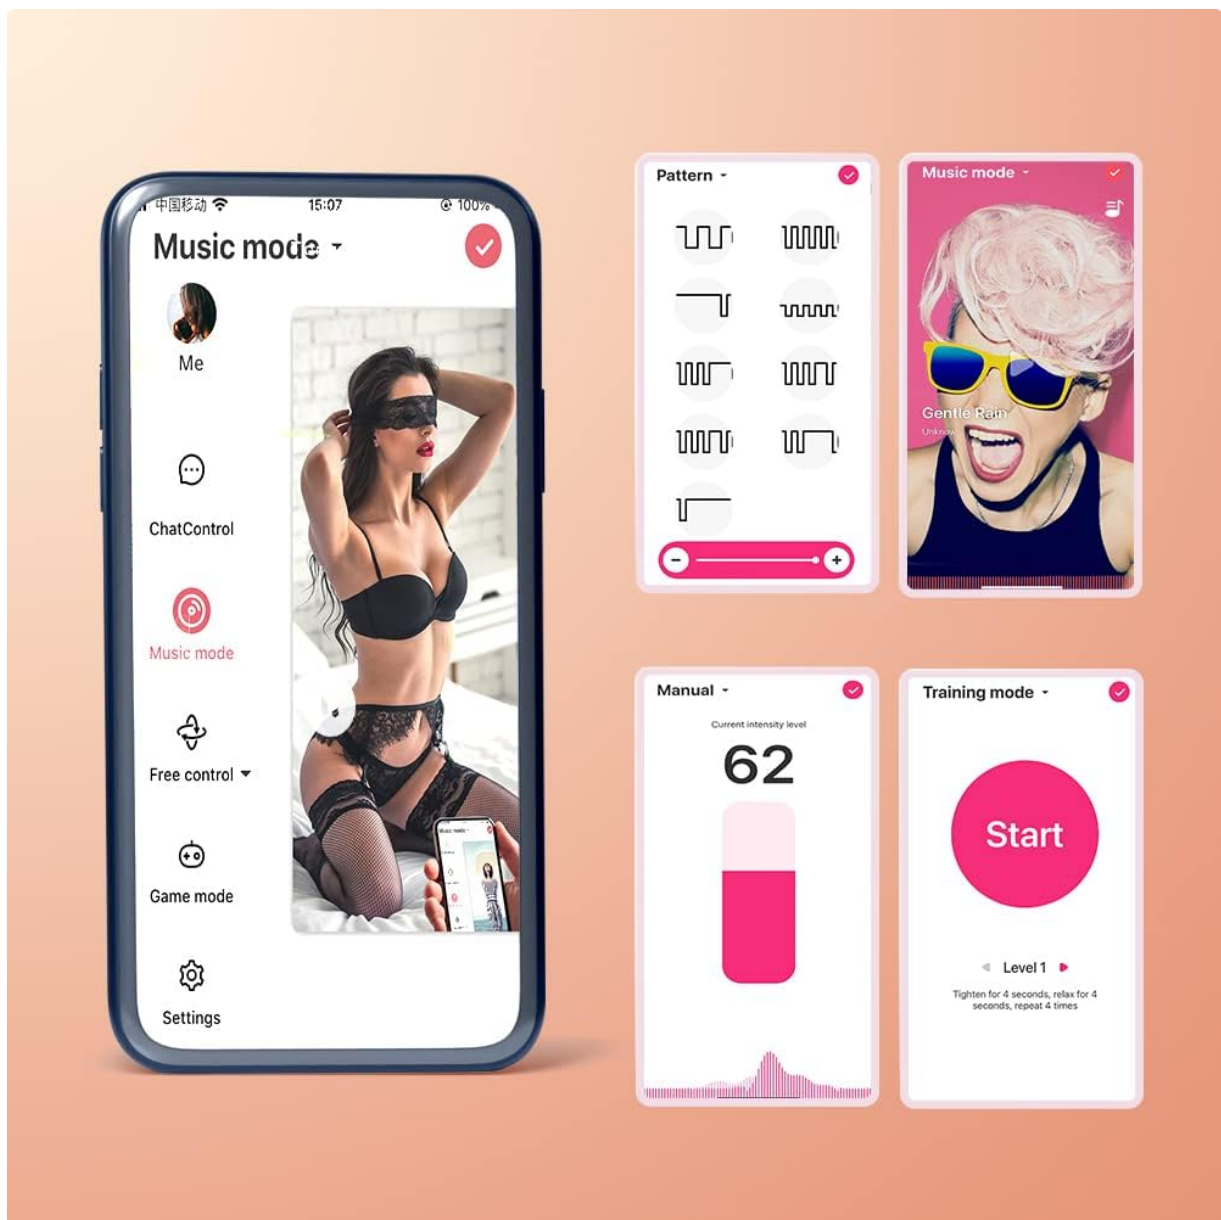 中国移动
15:07
100%
Music mode
Me
ChatControl
Music mode
Free control
Game mode
Settings
Music mode
Pattern
Music mode
Gentle Rain
Manual
Current intensity level
62
Training mode
Start
Level 1
Tighten for 4 seconds, relax for 4
seconds, repeat 4 times